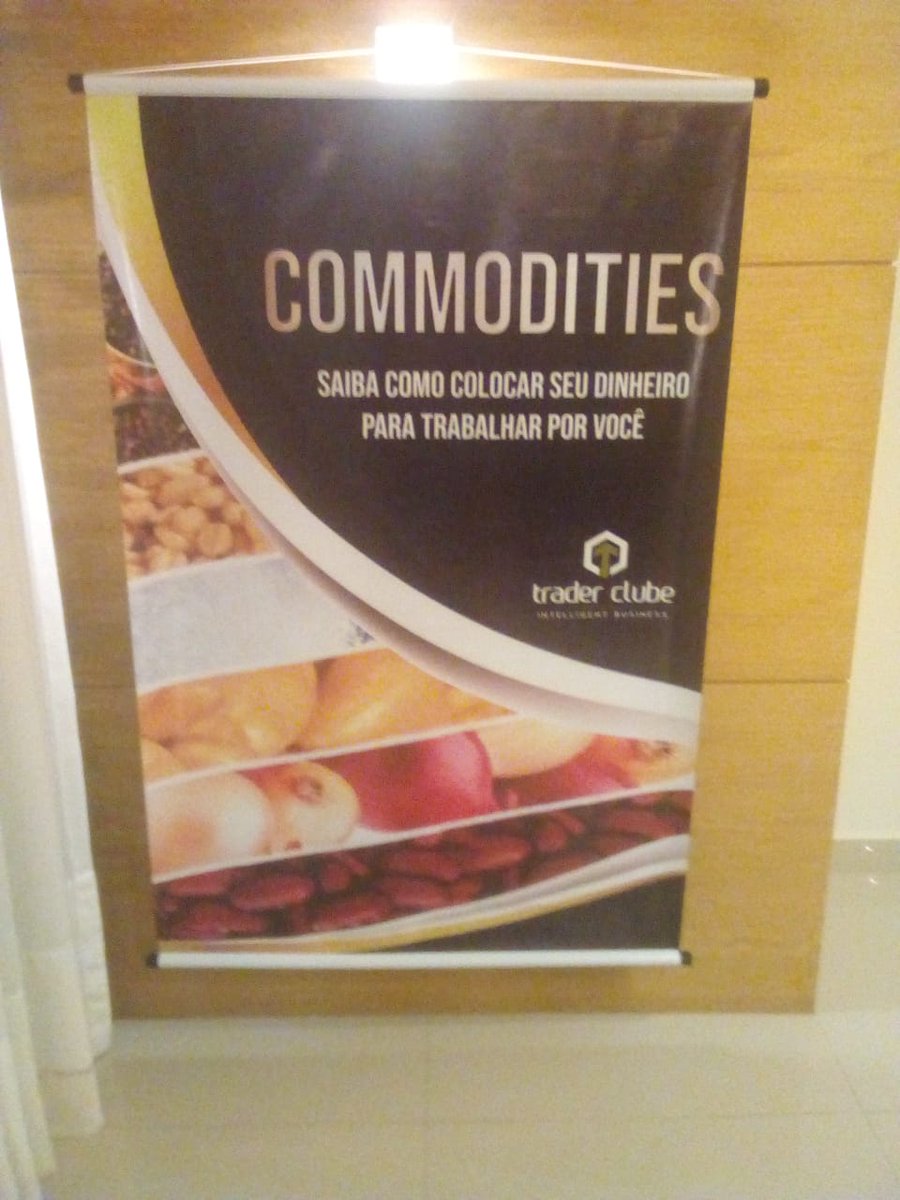 COMMODITIES
SAIBA COMO COLOCAR SEU DINHEIRO
PARA TRABALHAR POR VOCÊ
trader clube
INTELLIGENT BUSINESS